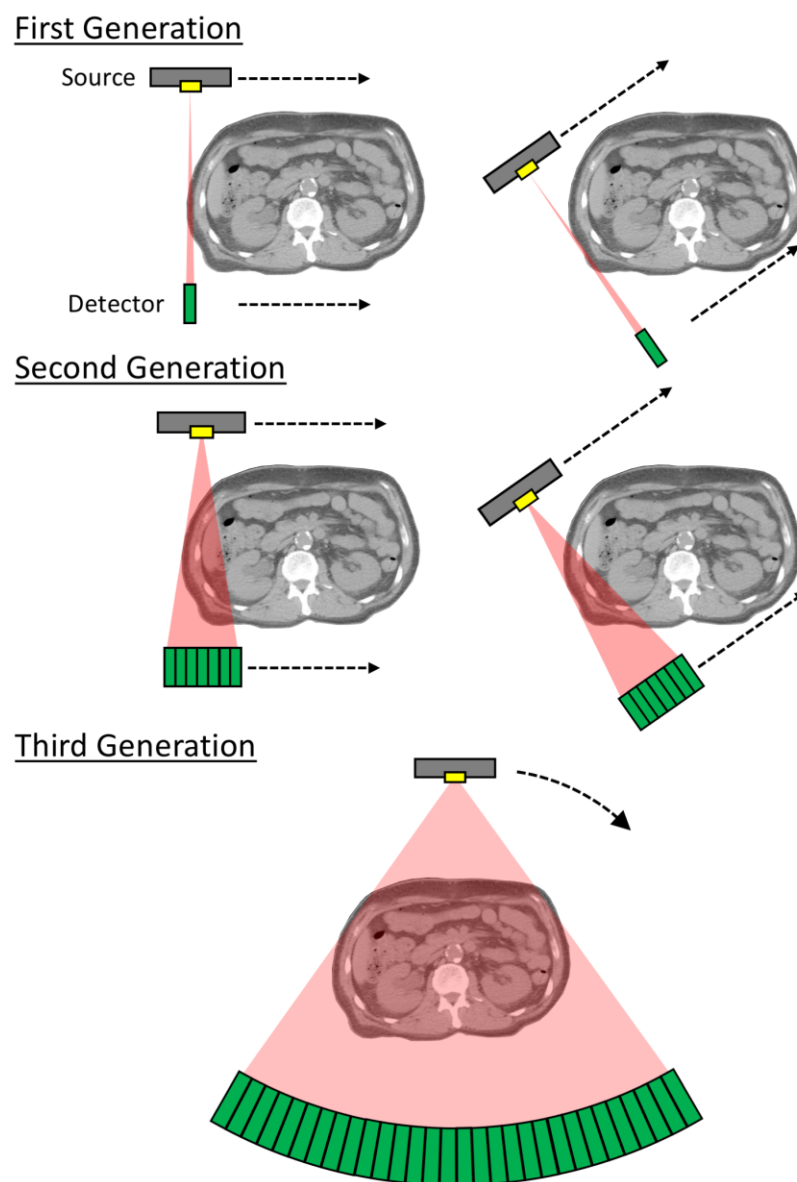 First Generation
Source
Detector
Second Generation
Third Generation